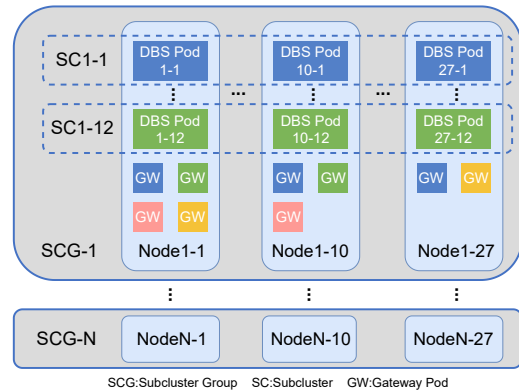 SC1-1
DBS Pod
1-1
DBS Pod
10-1
DBS Pod
27-1
...
...
SC1-12
DBS Pod
1-12
DBS Pod
10-12
DBS Pod
27-12
GW GW
GW GW
GW GW
GW
GW GW
SCG-1
Node1-1
Node1-10
Node1-27
SCG-N
NodeN-1
NodeN-10
NodeN-27
SCG:Subcluster Group SC:Subcluster GW:Gateway Pod